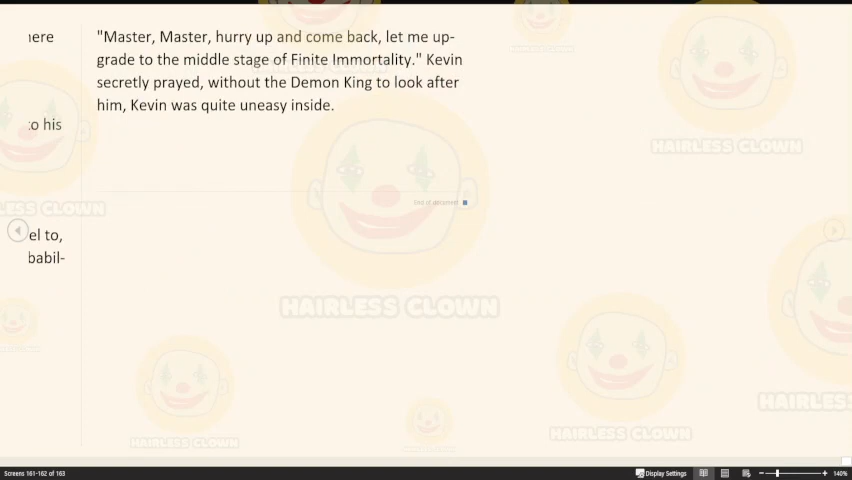 here
to his
el to,
babil-
"Master, Master, hurry up and come back, let me up-
grade to the middle stage of Finite Immortality." Kevin
secretly prayed, without the Demon King to look after
him, Kevin was quite uneasy inside.
End of document
HAIRLESS CLOWN
LESS CLOWN
HAIRLESS CLOWN
HAIRLESS CLOWN
HAIRLESS CLOWN
HAIRLESS
Screens 161-162 of 163
Display Settings
140%